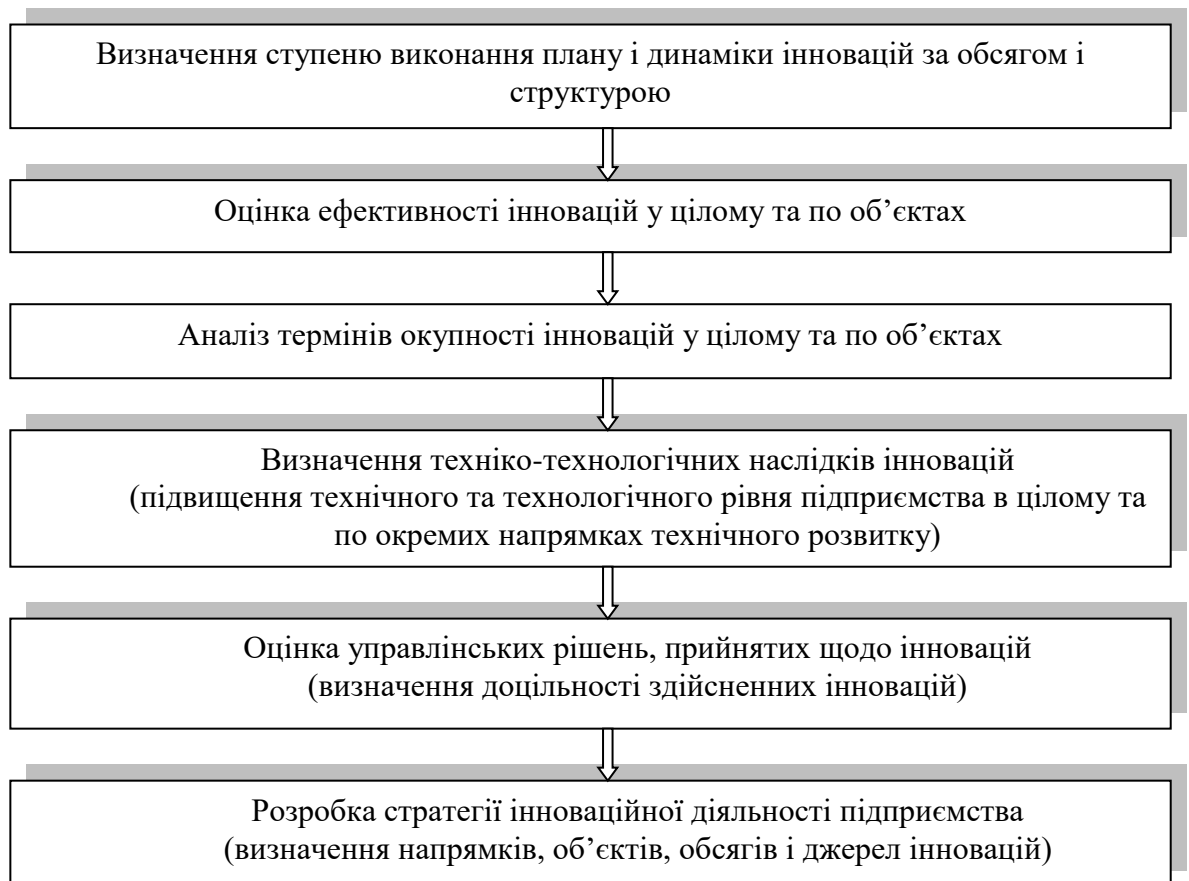 Визначення ступеню виконання плану і динаміки інновацій за обсягом і
структурою
Оцінка ефективності інновацій у цілому та по об’єктах
Аналіз термінів окупності інновацій у цілому та по об’єктах
Визначення техніко-технологічних наслідків інновацій
(підвищення технічного та технологічного рівня підприємства в цілому та
по окремих напрямках технічного розвитку)
Оцінка управлінських рішень, прийнятих щодо інновацій
(визначення доцільності здійсненних інновацій)
Розробка стратегії інноваційної діяльності підприємства
(визначення напрямків, об’єктів, обсягів і джерел інновацій)